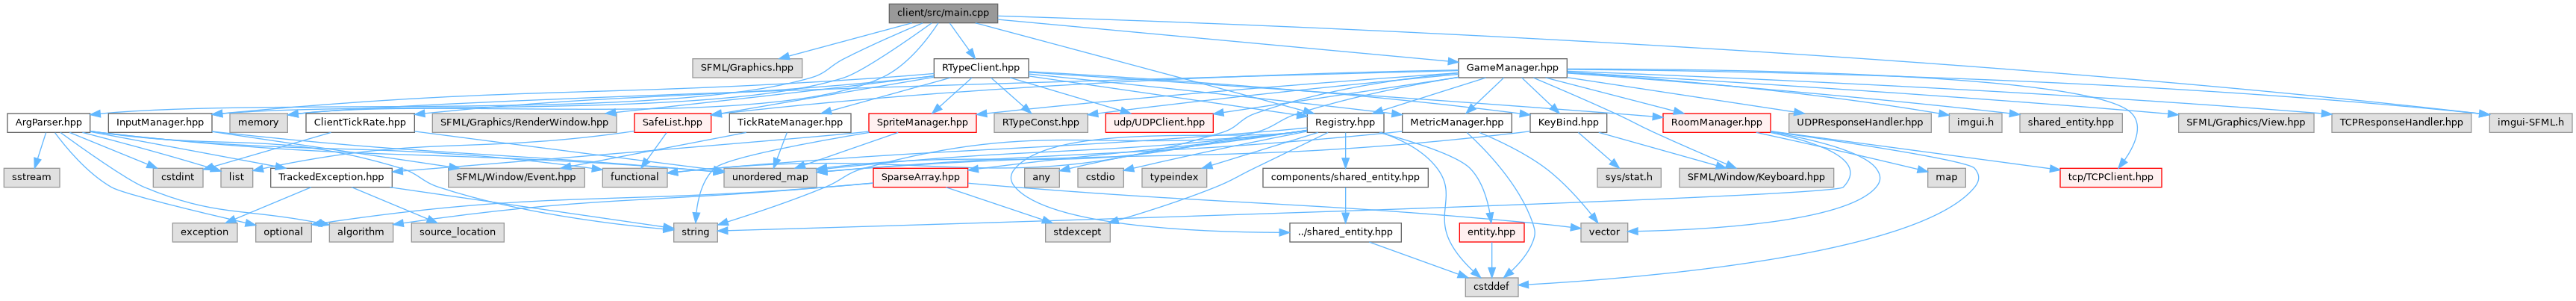 client/src/main.cpp
SFML/Graphics.hpp
RTypeClient.hpp
GameManager.hpp
ArgParser.hpp
InputManager.hpp
memory
ClientTickRate.hpp
SFML/Graphics/RenderWindow.hpp
SafeList.hpp
TickRateManager.hpp
SpriteManager.hpp
RTypeConst.hpp
udp/UDPClient.hpp
Registry.hpp
MetricManager.hpp
KeyBind.hpp
RoomManager.hpp
UDPResponseHandler.hpp
imgui.h
shared_entity.hpp
SFML/Graphics/View.hpp
TCPResponseHandler.hpp
imgui-SFML.h
sstream
cstdint
list
TrackedException.hpp
SFML/Window/Event.hpp
functional
unordered_map
SparseArray.hpp
any
cstdio
typeindex
components/shared_entity.hpp
sys/stat.h
SFML/Window/Keyboard.hpp
map
tcp/TCPClient.hpp
exception
optional
algorithm
source_location
string
stdexcept
../shared_entity.hpp
entity.hpp
vector
cstddef